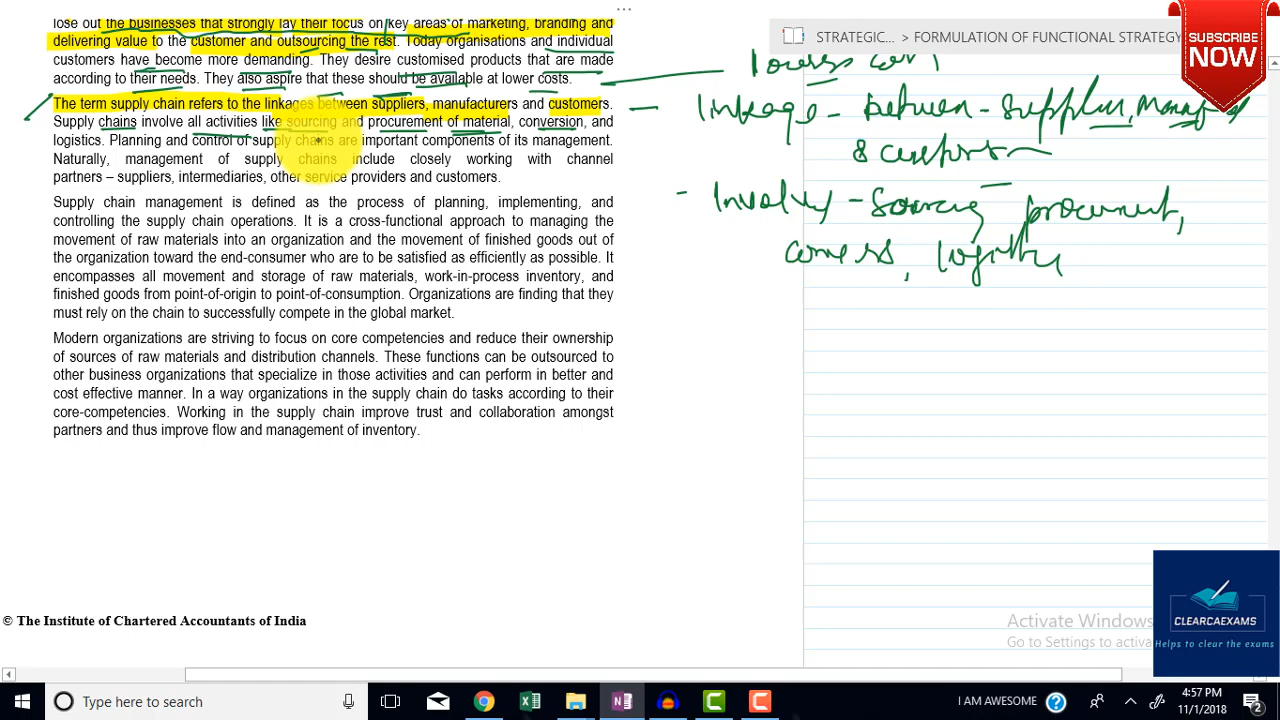 lose out the businesses that strongly lay their focus on key areas of marketing, branding and
delivering value to the customer and outsourcing the rest. Today organisations and individual
customers have become more demanding. They desire customised products that are made
according to their needs. They also aspire that these should be available at lower costs.
The term supply chain refers to the linkages between suppliers, manufacturers and customers.
Supply chains involve all activities like sourcing and procurement of material, conversion, and
logistics. Planning and control of supply chains are important components of its management.
Naturally, management of supply chains include closely working with channel
partners – suppliers, intermediaries, other service providers and customers.
Supply chain management is defined as the process of planning, implementing, and
controlling the supply chain operations. It is a cross-functional approach to managing the
movement of raw materials into an organization and the movement of finished goods out of
the organization toward the end-consumer who are to be satisfied as efficiently as possible. It
encompasses all movement and storage of raw materials, work-in-process inventory, and
finished goods from point-of-origin to point-of-consumption. Organizations are finding that they
must rely on the chain to successfully compete in the global market.
Modern organizations are striving to focus on core competencies and reduce their ownership
of sources of raw materials and distribution channels. These functions can be outsourced to
other business organizations that specialize in those activities and can perform in better and
cost effective manner. In a way organizations in the supply chain do tasks according to their
core-competencies. Working in the supply chain improve trust and collaboration amongst
partners and thus improve flow and management of inventory.
© The Institute of Chartered Accountants of India
STRATEGIC... > FORMULATION OF FUNCTIONAL STRATEGY
SUBSCRIBE
NOW
linkage - between -
&
- Involves - Sourcing procurement,
, logistics
Activate Windows
Go to Settings to activa
CLEARCAEXAMS
Helps to clear the exams
Type here to search
I AM AWESOME
4:57 PM
11/1/2018
2